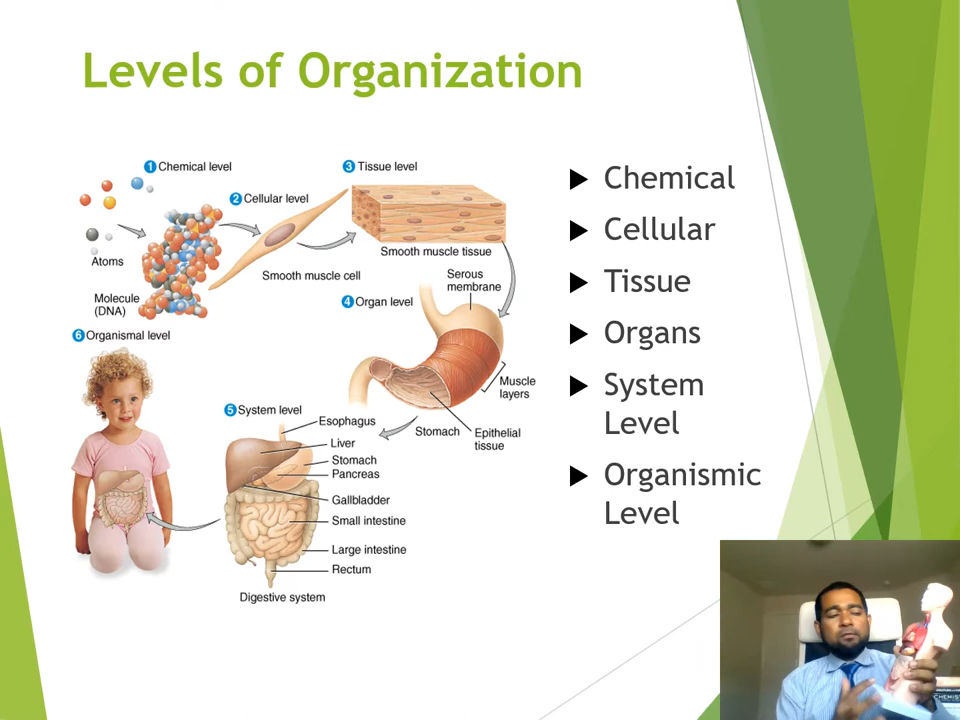 Levels of Organization
1 Chemical level
Atoms
Molecule
(DNA)
2 Cellular level
Smooth muscle cell
3 Tissue level
Smooth muscle tissue
4 Organ level
Serous
membrane
Muscle
layers
Stomach
Epithelial
tissue
5 System level
Esophagus
Liver
Stomach
Pancreas
Gallbladder
Small intestine
Large intestine
Rectum
Digestive system
6 Organismal level
Chemical
Cellular
Tissue
Organs
System
Level
Organismic
Level